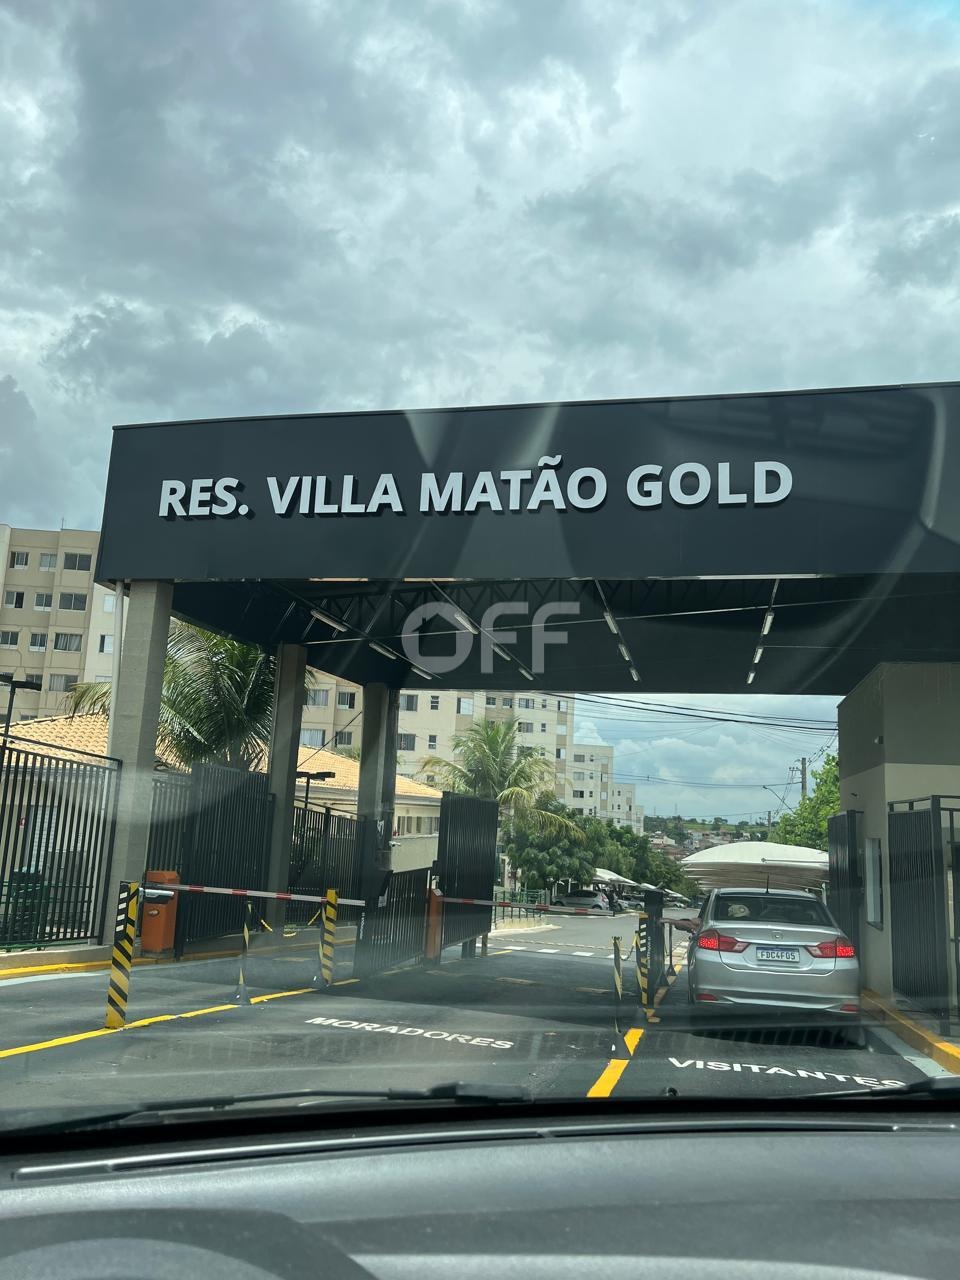 RES. VILLA MATÃO GOLD
OFF
FDC4F05
MORADORES
VISITANTES